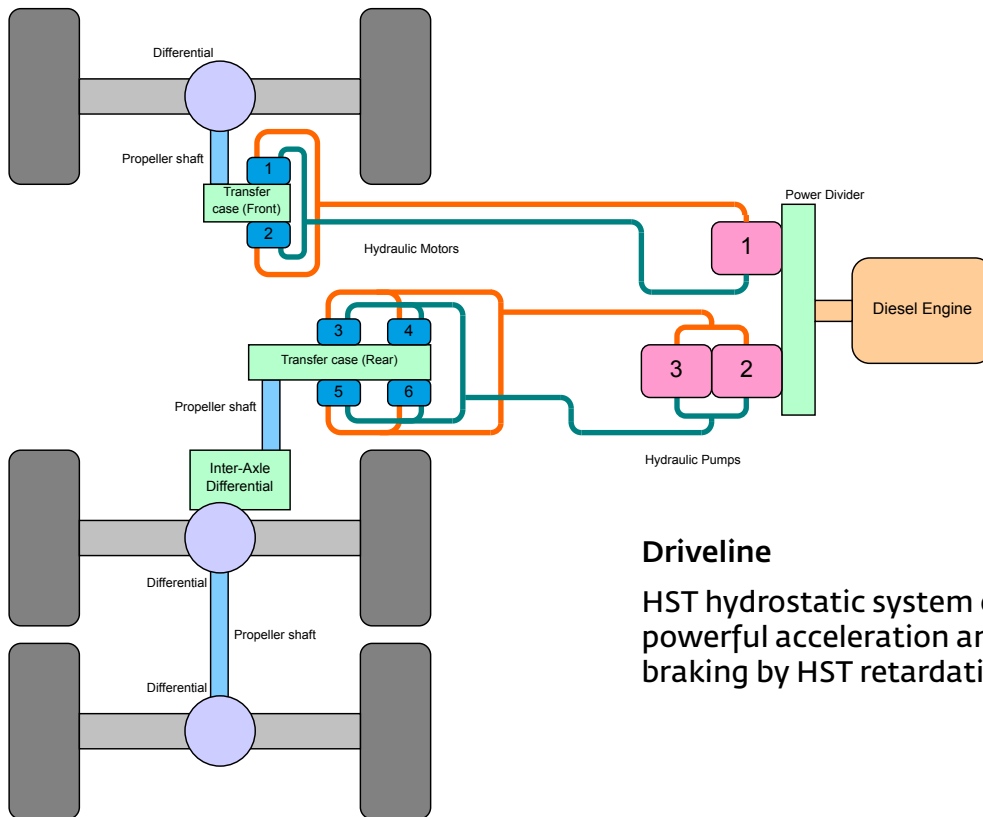 Differential
Propeller shaft
1
Transfer
case (Front)
2
Hydraulic Motors
Power Divider
1
Diesel Engine
3
4
Transfer case (Rear)
5
6
3
2
Propeller shaft
Hydraulic Pumps
Inter-Axle
Differential
Differential
Propeller shaft
Differential
Driveline
HST hydrostatic system
powerful acceleration
braking by HST